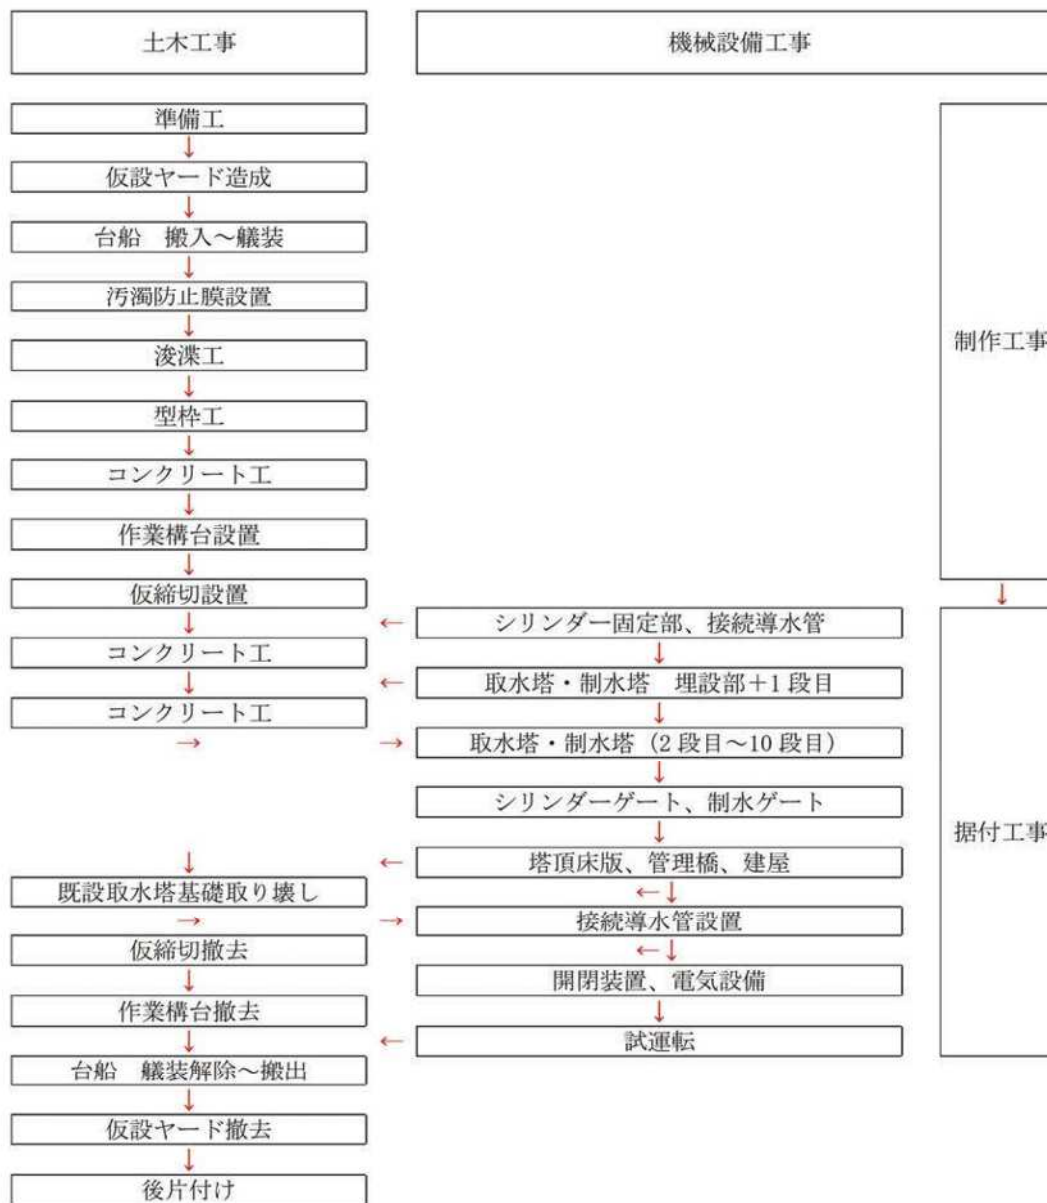 土木工事
機械設備工事
準備工
↓
仮設ヤード造成
↓
台船　搬入～艤装
↓
汚濁防止膜設置
↓
浚渫工
↓
型枠工
↓
コンクリート工
↓
作業構台設置
↓
仮締切設置
↓
コンクリート工
↓
コンクリート工
→
↓
既設取水塔基礎取り壊し
→
仮締切撤去
↓
作業構台撤去
↓
台船　艤装解除～搬出
↓
仮設ヤード撤去
↓
後片付け
← シリンダー固定部、接続導水管
↓
← 取水塔・制水塔　埋設部＋1段目
↓
→ 取水塔・制水塔（2段目～10段目）
↓
シリンダーゲート、制水ゲート
↓
← 塔頂床版、管理橋、建屋
←↓
→ 接続導水管設置
←↓
開閉装置、電気設備
↓
← 試運転
制作工事
↓
据付工事